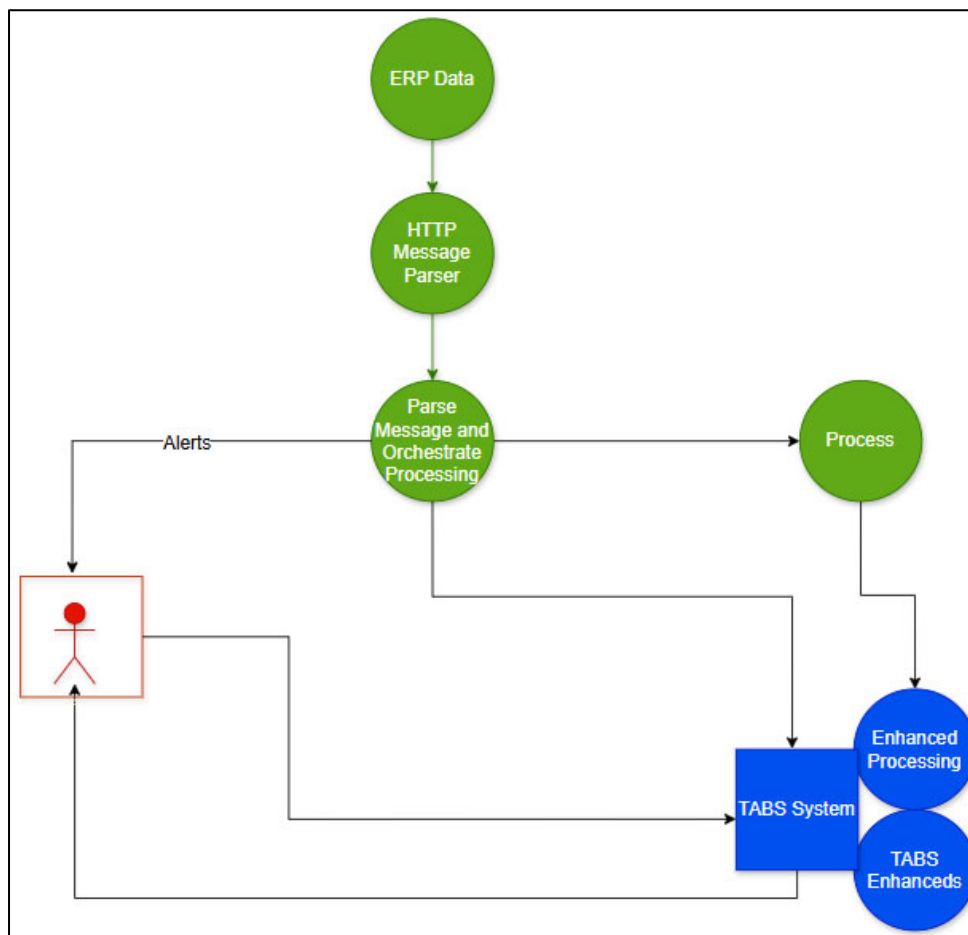 ERP Data
HTTP
Message
Parser
Parse
Message and
Orchestrate
Processing
Alerts
Process
Enhanced
Processing
TABS System
TABS
Enhanceds